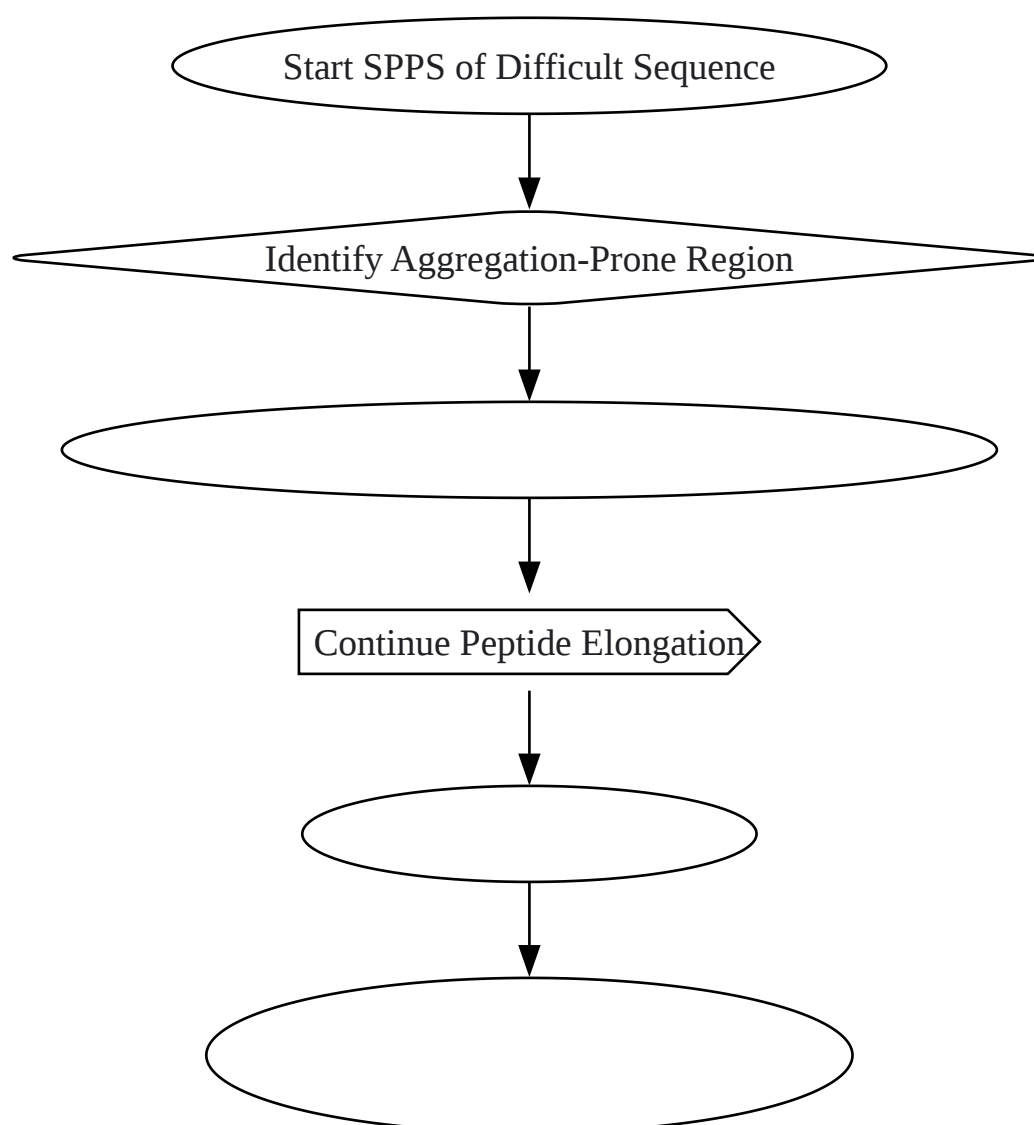 Start SPPS of Difficult Sequence
Identify Aggregation-Prone Region
Continue Peptide Elongation